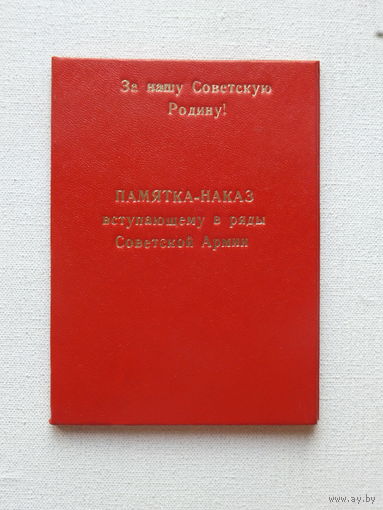 За нашу Советскую
Родину!
ПАМЯТКА-НАКАЗ
вступающему в ряды
Советской Армии
www.ay.by